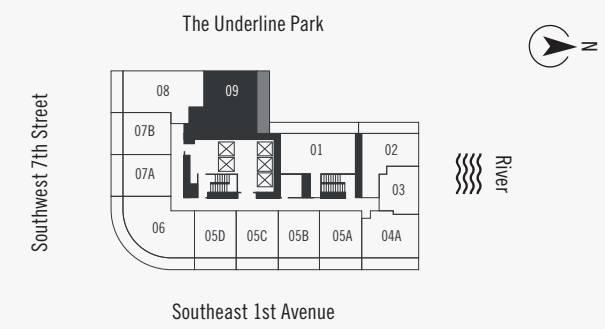 The Underline Park
N
Southwest 7th Street
08
09
07B
01
02
07A
03
River
06
05D
05C
05B
05A
04A
Southeast 1st Avenue